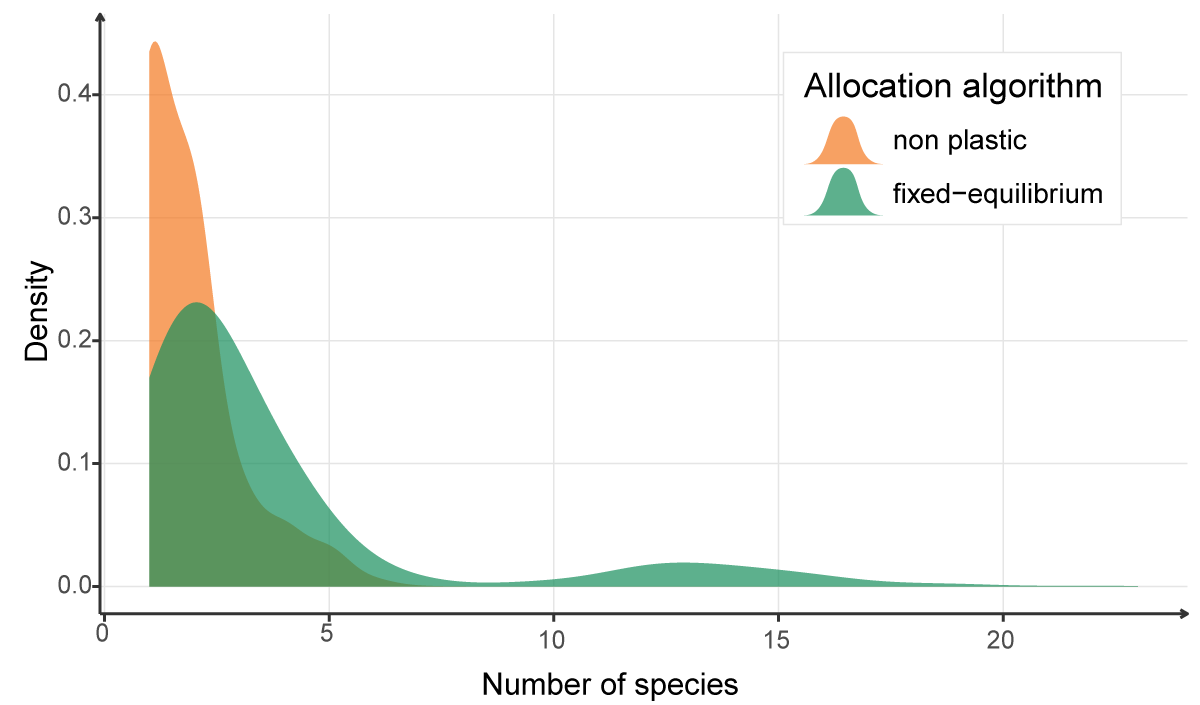 Allocation algorithm
non plastic
fixed−equilibrium
Density
0.4
0.3
0.2
0.1
0.0
0
5
10
15
20
Number of species